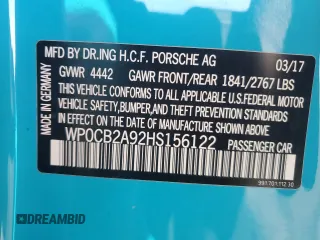 MFD BY DR.ING H.C.F. PORSCHE AG 03/17
GVWR 4442 GAWR FRONT/REAR 1841/2767 LBS
MADE IN GERMANY
THIS VEHICLE CONFORMS TO ALL APPLICABLE
U.S.FEDERAL MOTOR VEHICLE
SAFETY,BUMPER,AND THEFT PREVENTION STANDARDS
IN EFFECT ON THE DATE OF MANUFACTURE SHOWN ABOVE.
WP0CB2A92HS156122 PASSENGER CAR
DREAMBID